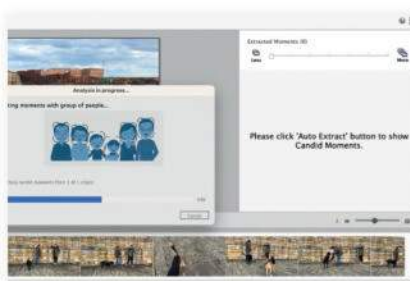 Extracted Moments (0)
Less
More
Analysis in progress...
ting moments with group of people...
Please click 'Auto Extract' button to show
Candid Moments.
Cancel